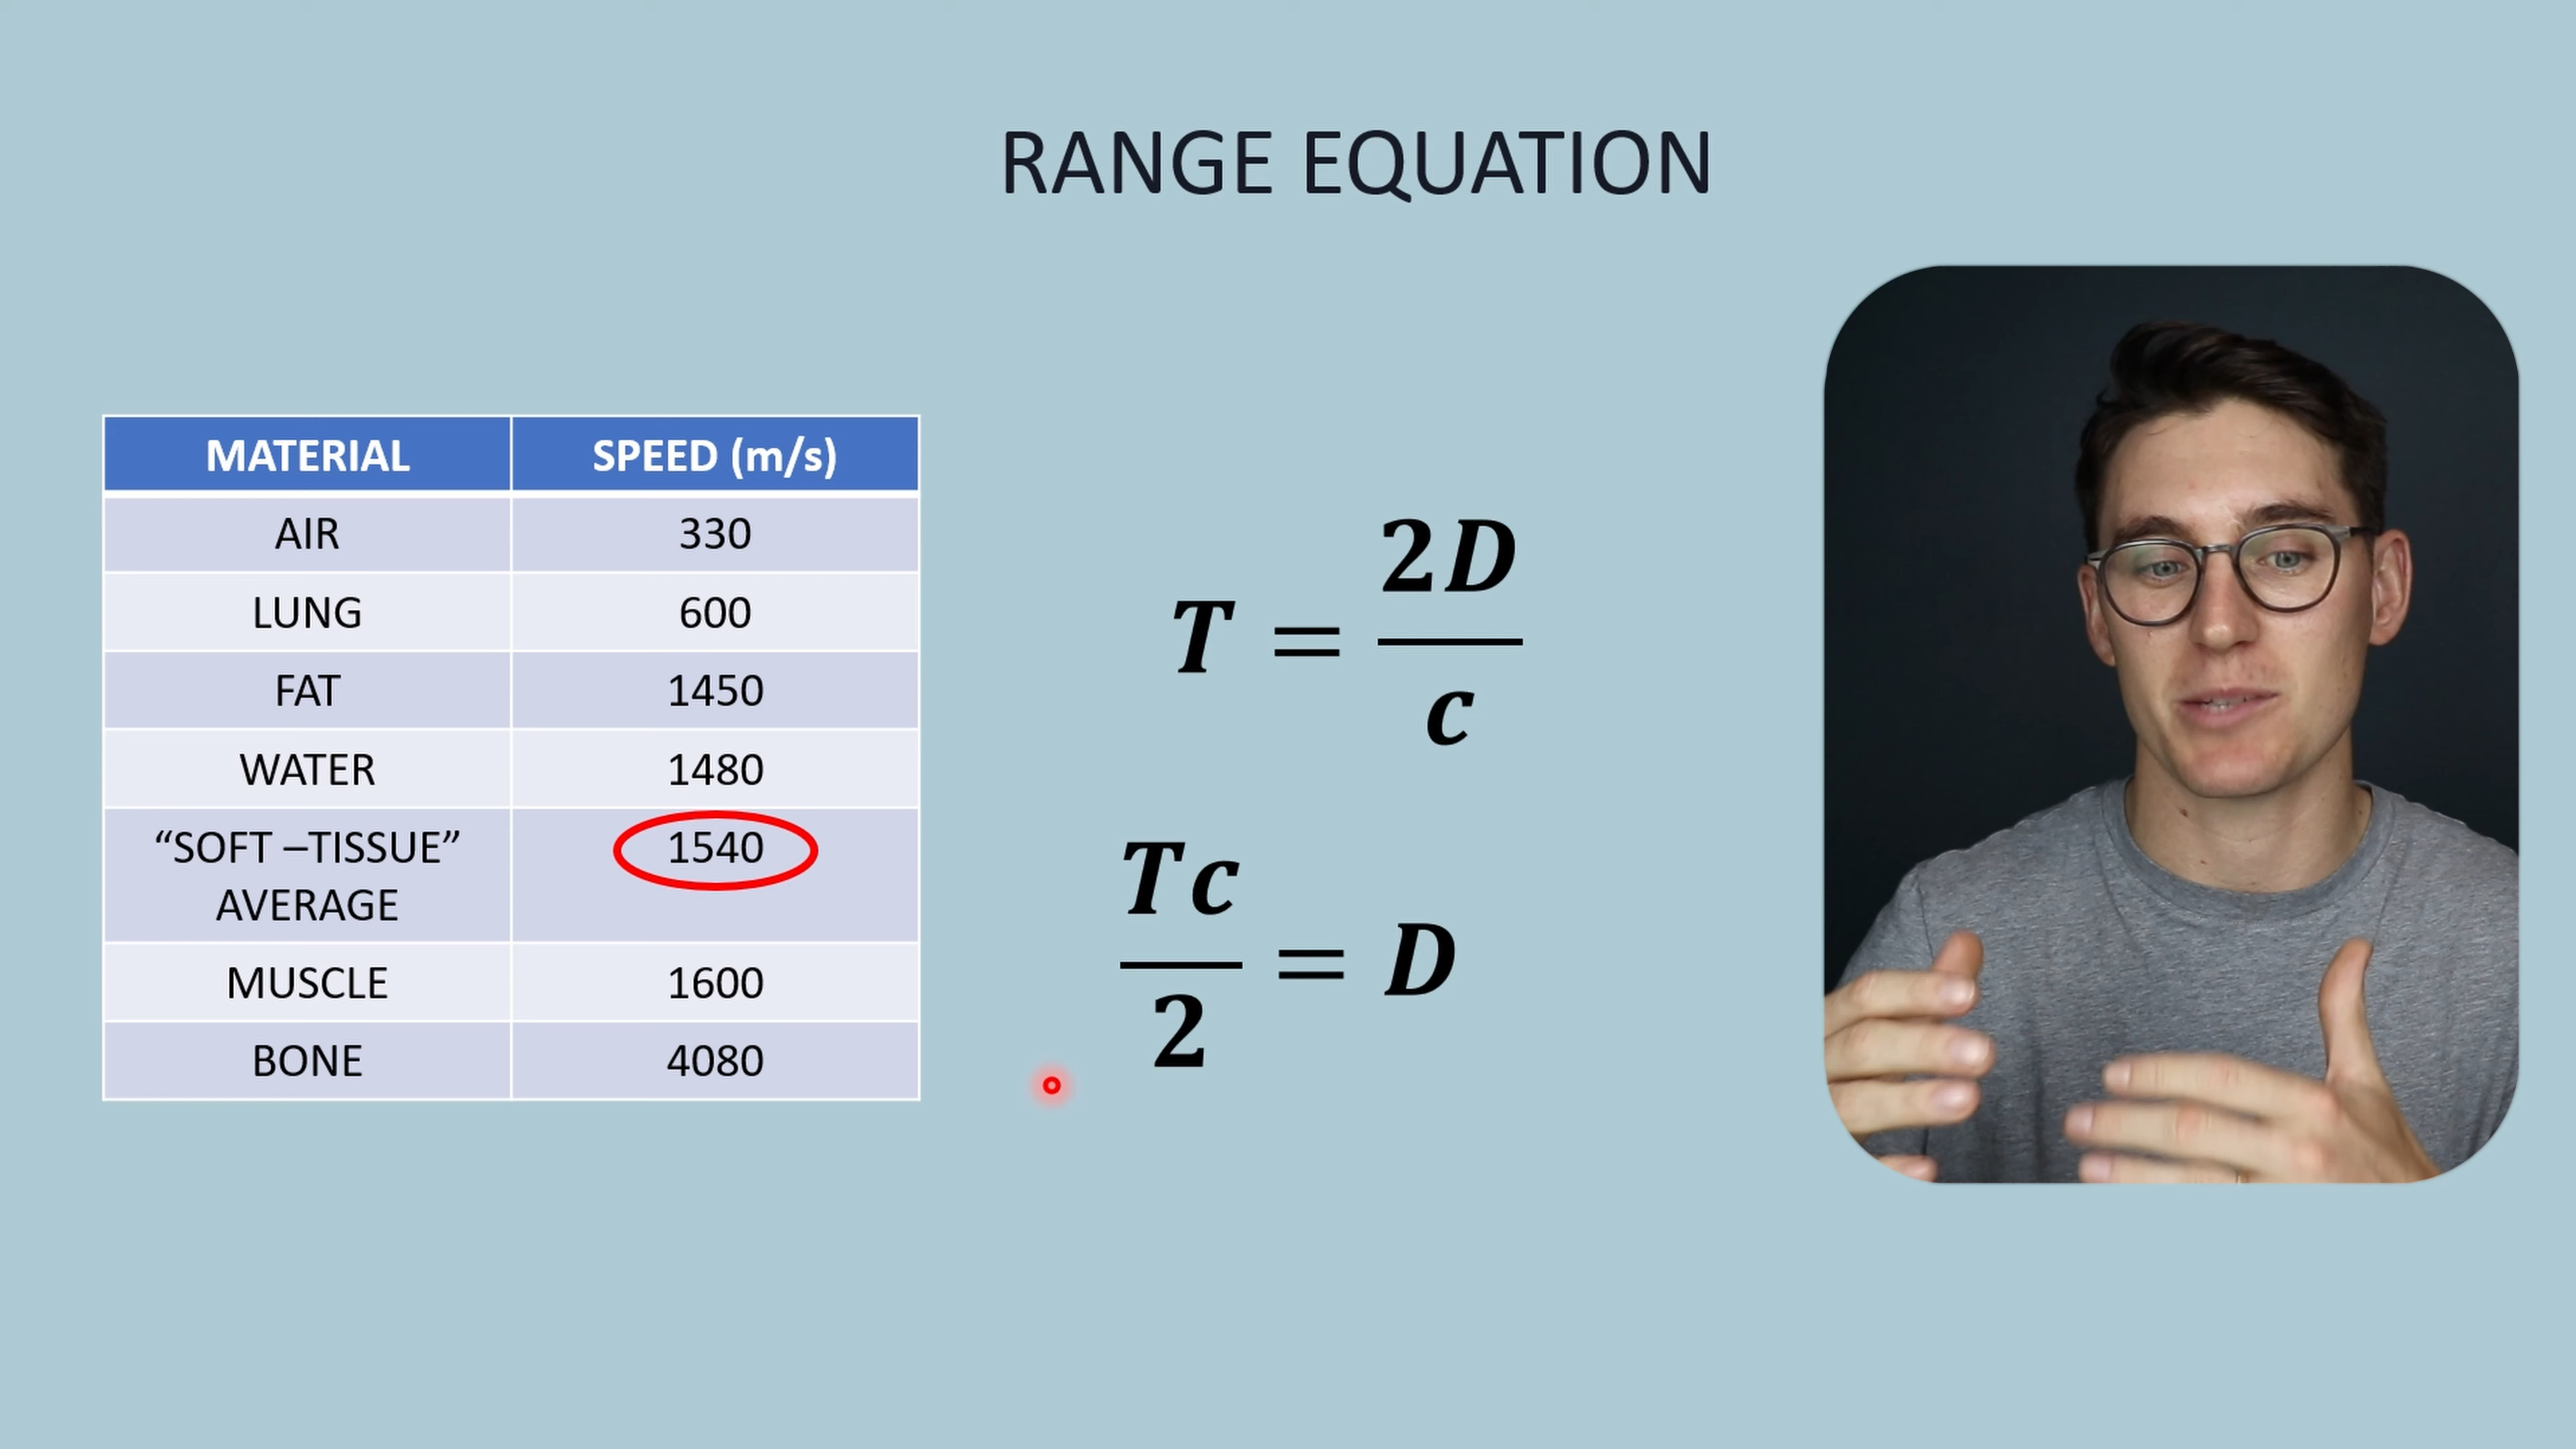 RANGE EQUATION
MATERIAL SPEED (m/s)
AIR 330
LUNG 600
FAT 1450
WATER 1480
“SOFT –TISSUE” 1540
AVERAGE
MUSCLE 1600
BONE 4080
T = 2D/c
Tc/2 = D